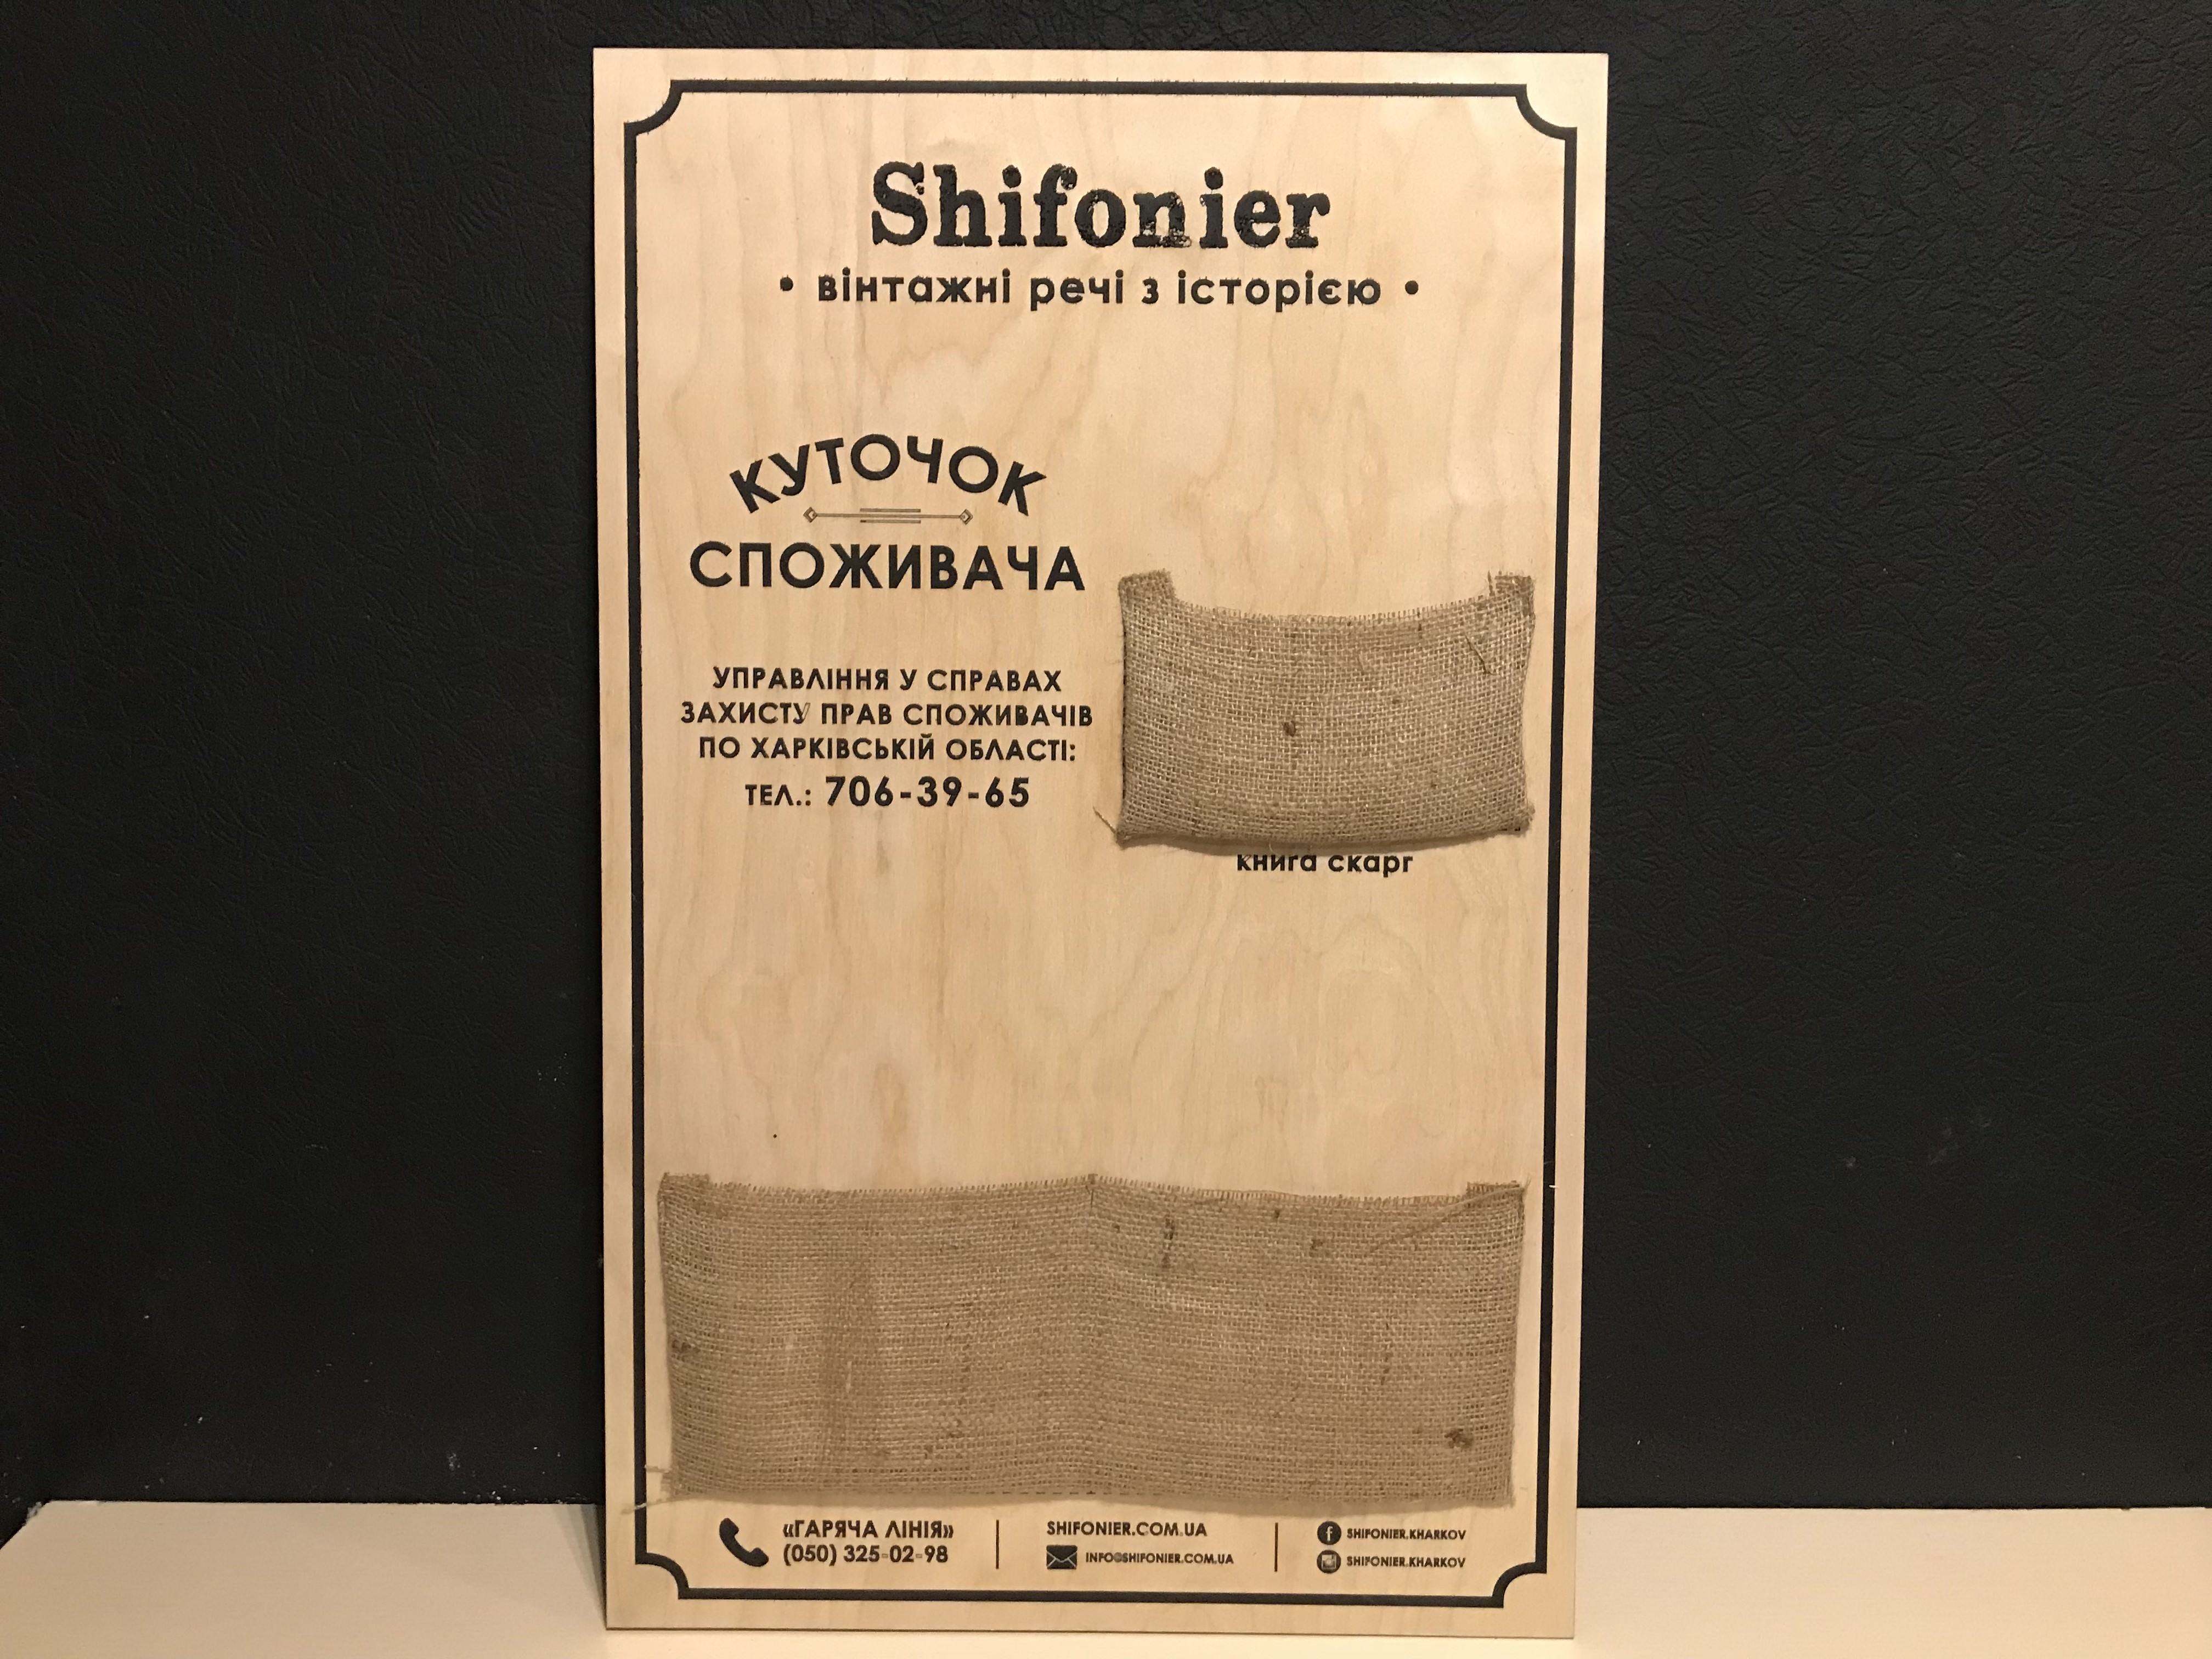 Shifonier
• вінтажні речі з історією •
КУТОЧОК
СПОЖИВАЧА
УПРАВЛІННЯ У СПРАВАХ
ЗАХИСТУ ПРАВ СПОЖИВАЧІВ
ПО ХАРКІВСЬКІЙ ОБЛАСТІ:
ТЕЛ.: 706-39-65
книга скарг
«ГАРЯЧА ЛІНІЯ»
(050) 325-02-98
SHIFONIER.COM.UA
INFO@SHIFONIER.COM.UA
SHIFONIER.KHARKOV
SHIFONIER.KHARKOV